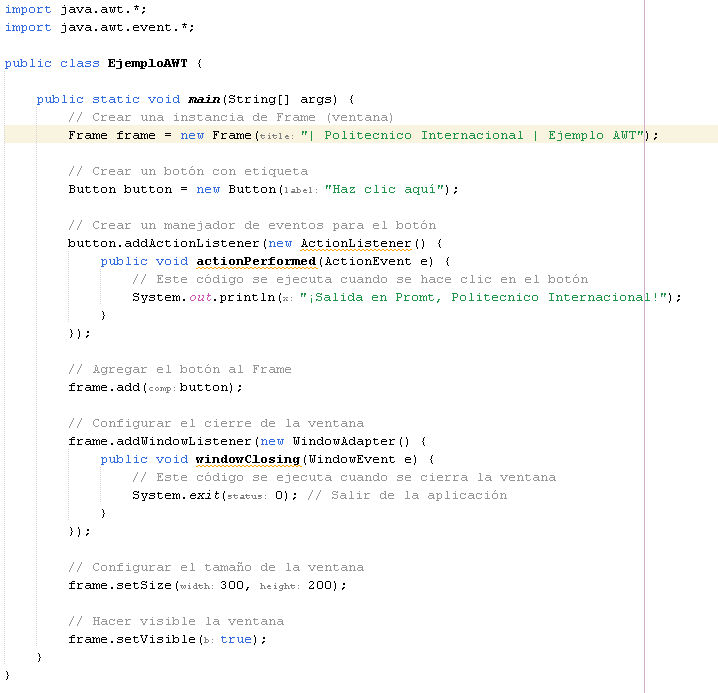 import java.awt.*;
import java.awt.event.*;

public class EjemploAWT {

    public static void main(String[] args) {
        // Crear una instancia de Frame (ventana)
        Frame frame = new Frame(title: "| Politecnico Internacional | Ejemplo AWT");

        // Crear un botón con etiqueta
        Button button = new Button(label: "Haz clic aquí");

        // Crear un manejador de eventos para el botón
        button.addActionListener(new ActionListener() {
            public void actionPerformed(ActionEvent e) {
                // Este código se ejecuta cuando se hace clic en el botón
                System.out.println(x: "¡Salida en Promt, Politecnico Internacional!");
            }
        });

        // Agregar el botón al Frame
        frame.add(comp: button);

        // Configurar el cierre de la ventana
        frame.addWindowListener(new WindowAdapter() {
            public void windowClosing(WindowEvent e) {
                // Este código se ejecuta cuando se cierra la ventana
                System.exit(status: 0); // Salir de la aplicación
            }
        });

        // Configurar el tamaño de la ventana
        frame.setSize(width: 300, height: 200);

        // Hacer visible la ventana
        frame.setVisible(b: true);
    }
}